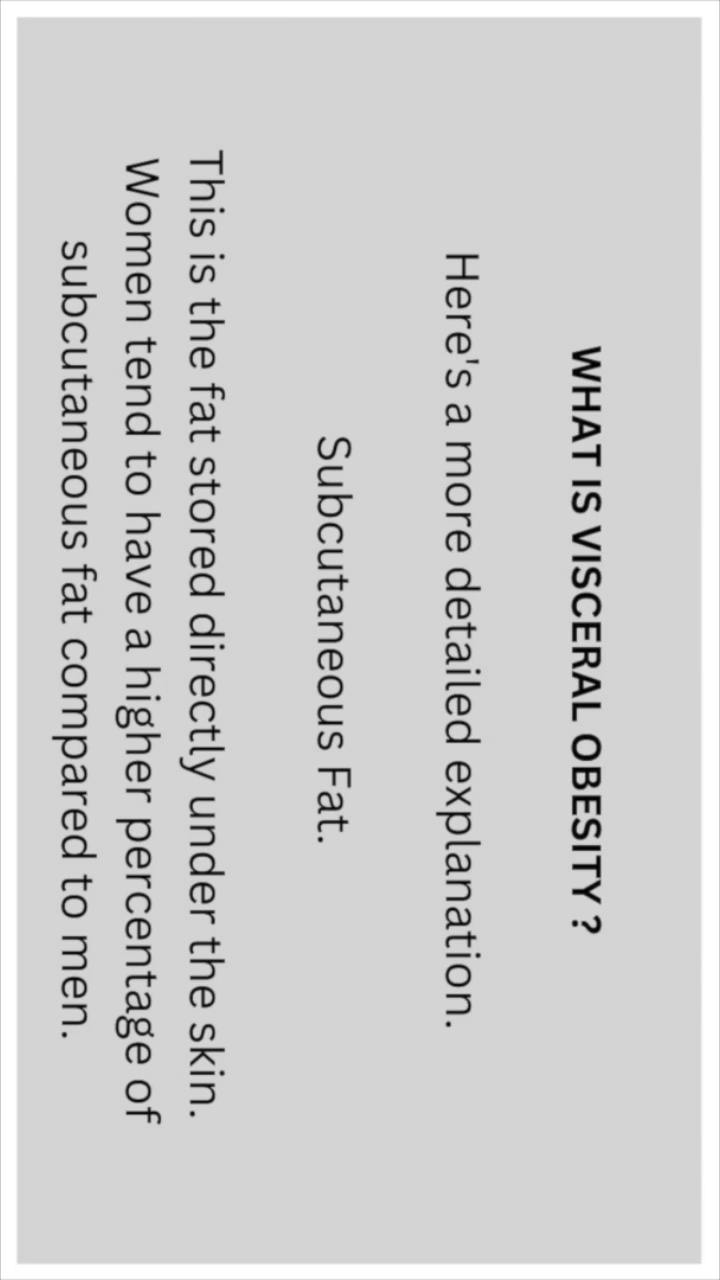 WHAT IS VISCERAL OBESITY ?
Here's a more detailed explanation.
Subcutaneous Fat.
This is the fat stored directly under the skin.
Women tend to have a higher percentage of
subcutaneous fat compared to men.